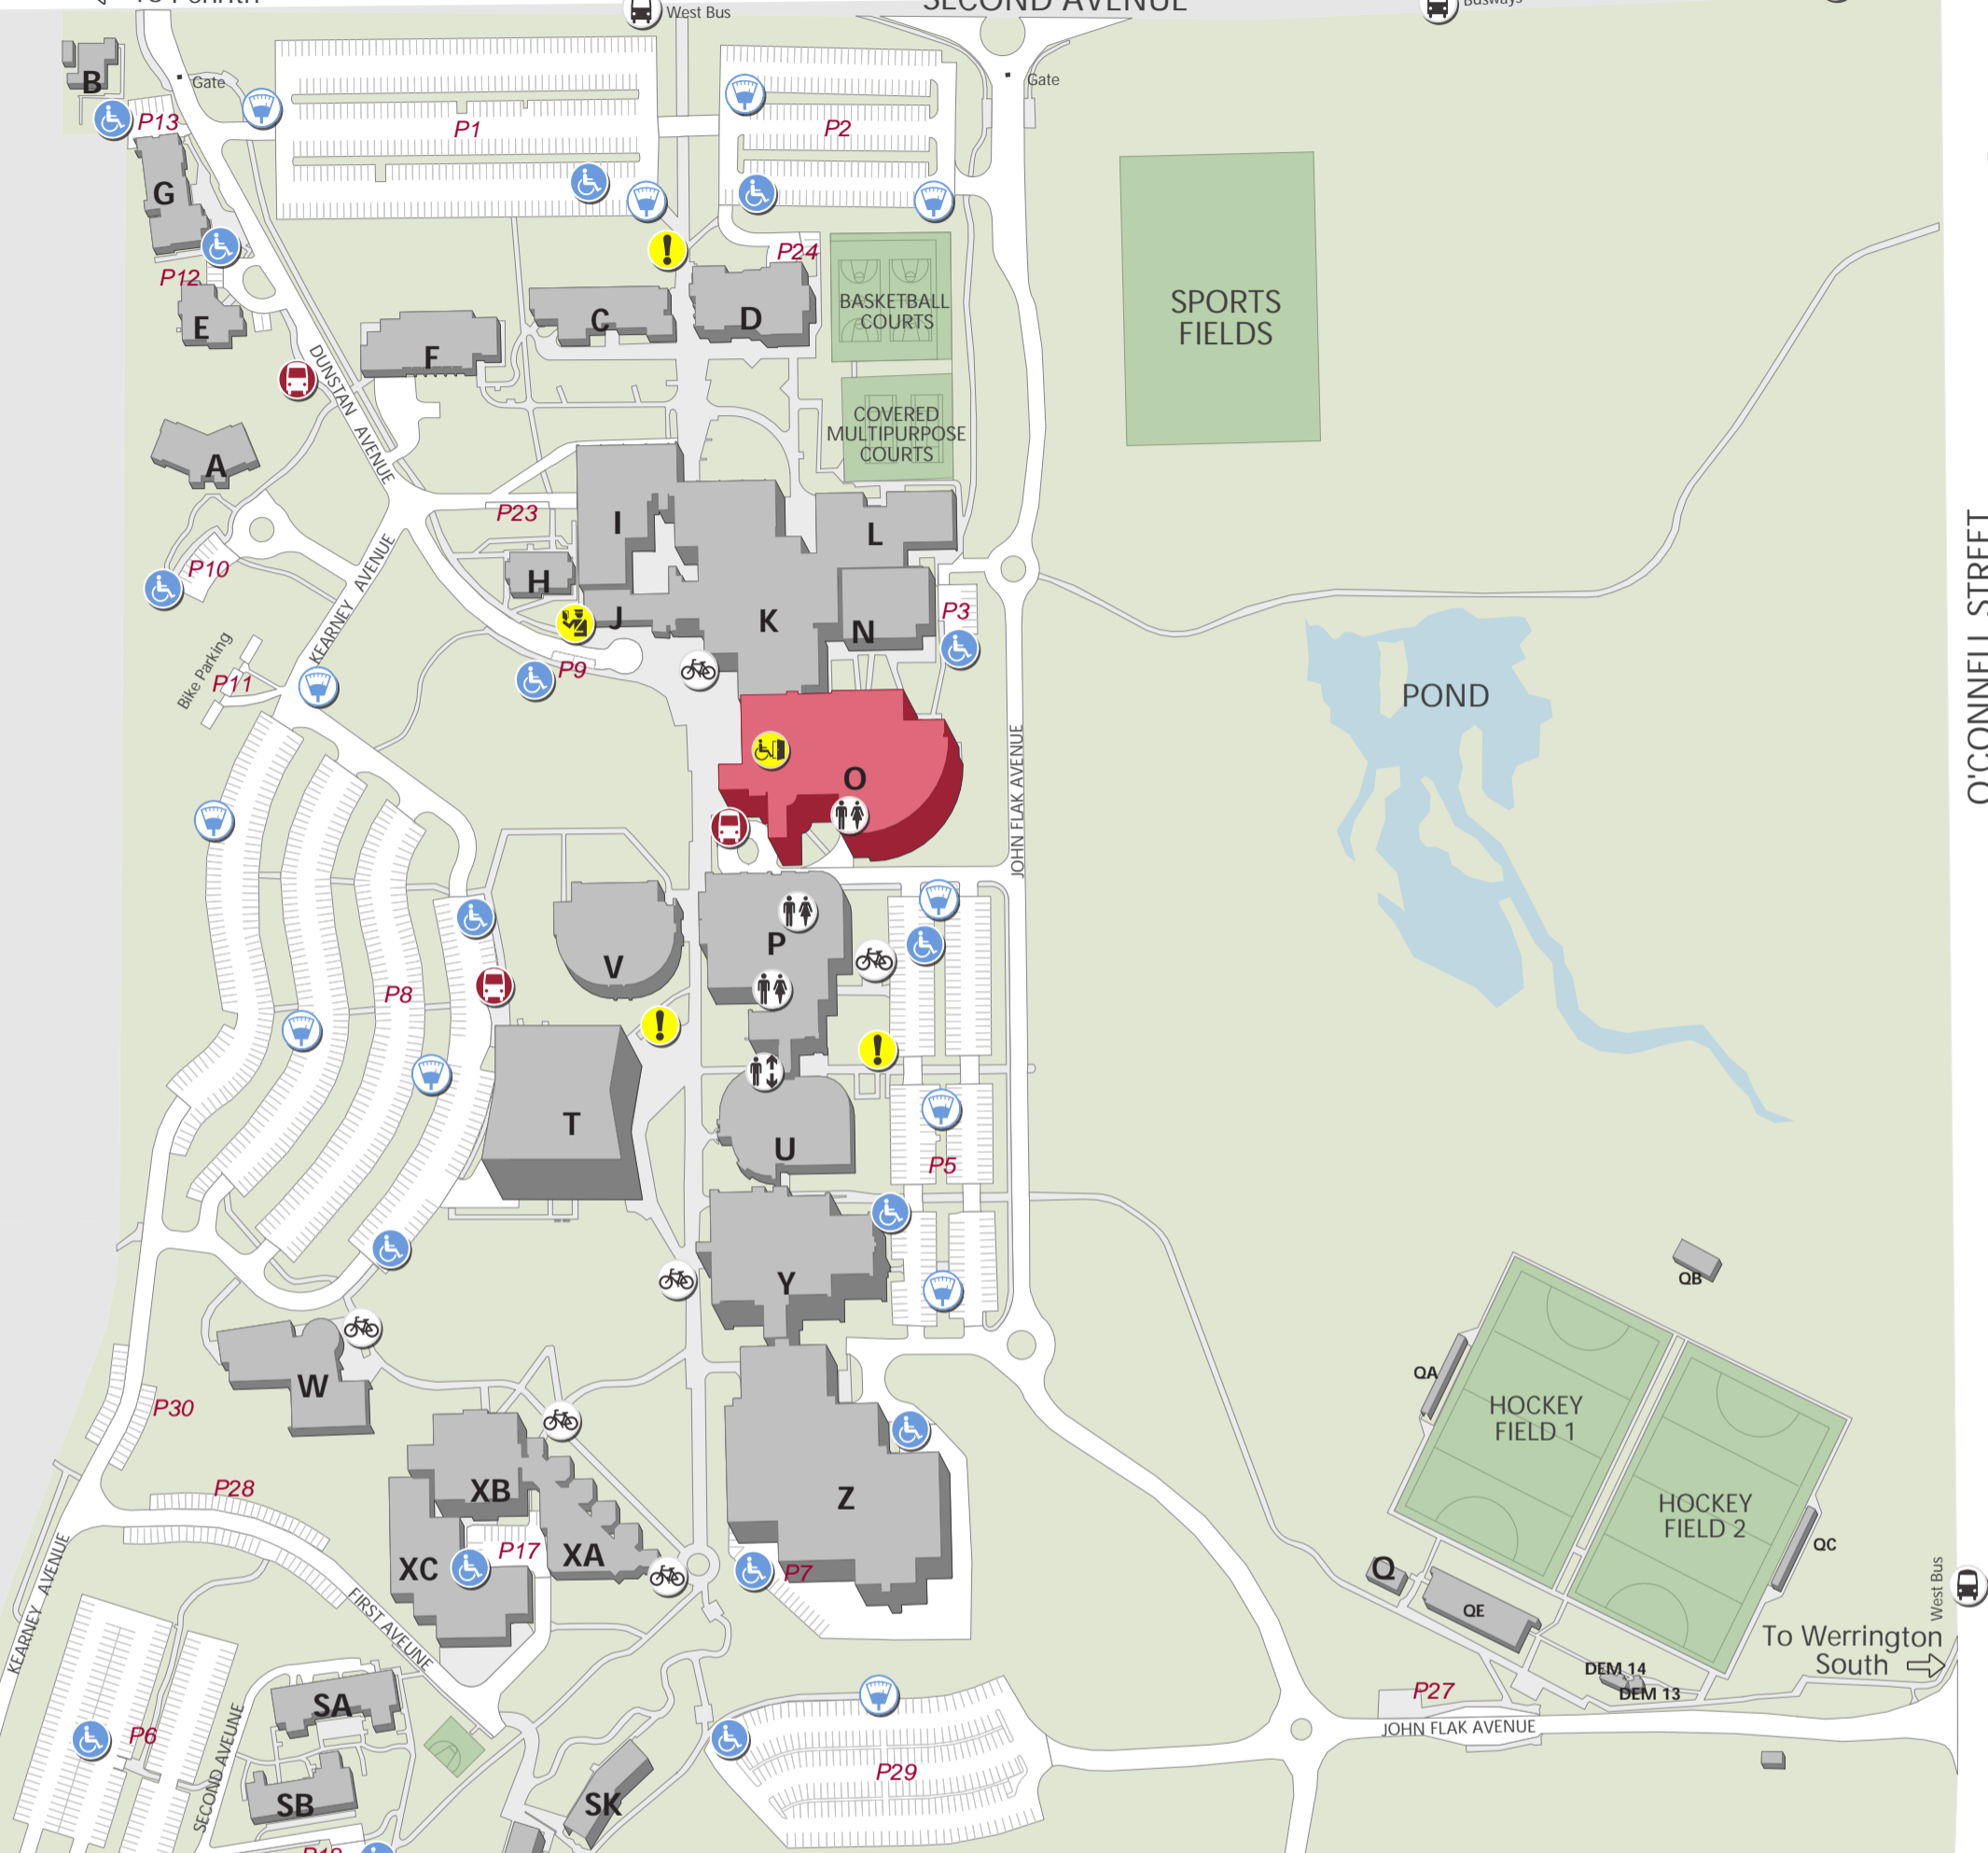 To Penrith
West Bus
SECOND AVENUE
Busways
B
Gate
Gate
P13
P1
P2
G
P24
P12
E
BASKETBALL
COURTS
SPORTS
FIELDS
C
D
F
DUNSTAN AVENUE
COVERED
MULTIPURPOSE
COURTS
A
P23
I
L
O'CONNELL STREET
P10
H
KEARNEY AVENUE
J
K
N
P3
Bike Parking
P11
P9
POND
O
JOHN FLAK AVENUE
V
P
P8
T
U
P5
Y
QB
W
P30
QA
HOCKEY
FIELD 1
HOCKEY
FIELD 2
P28
XB
Z
XC
P17
XA
P7
Q
QC
QE
KEARNEY AVENUE
FIRST AVEUNE
West Bus
To Werrington
South
DEM 14
DEM 13
P27
JOHN FLAK AVENUE
SA
P6
SECOND AVEUNE
P29
SB
SK